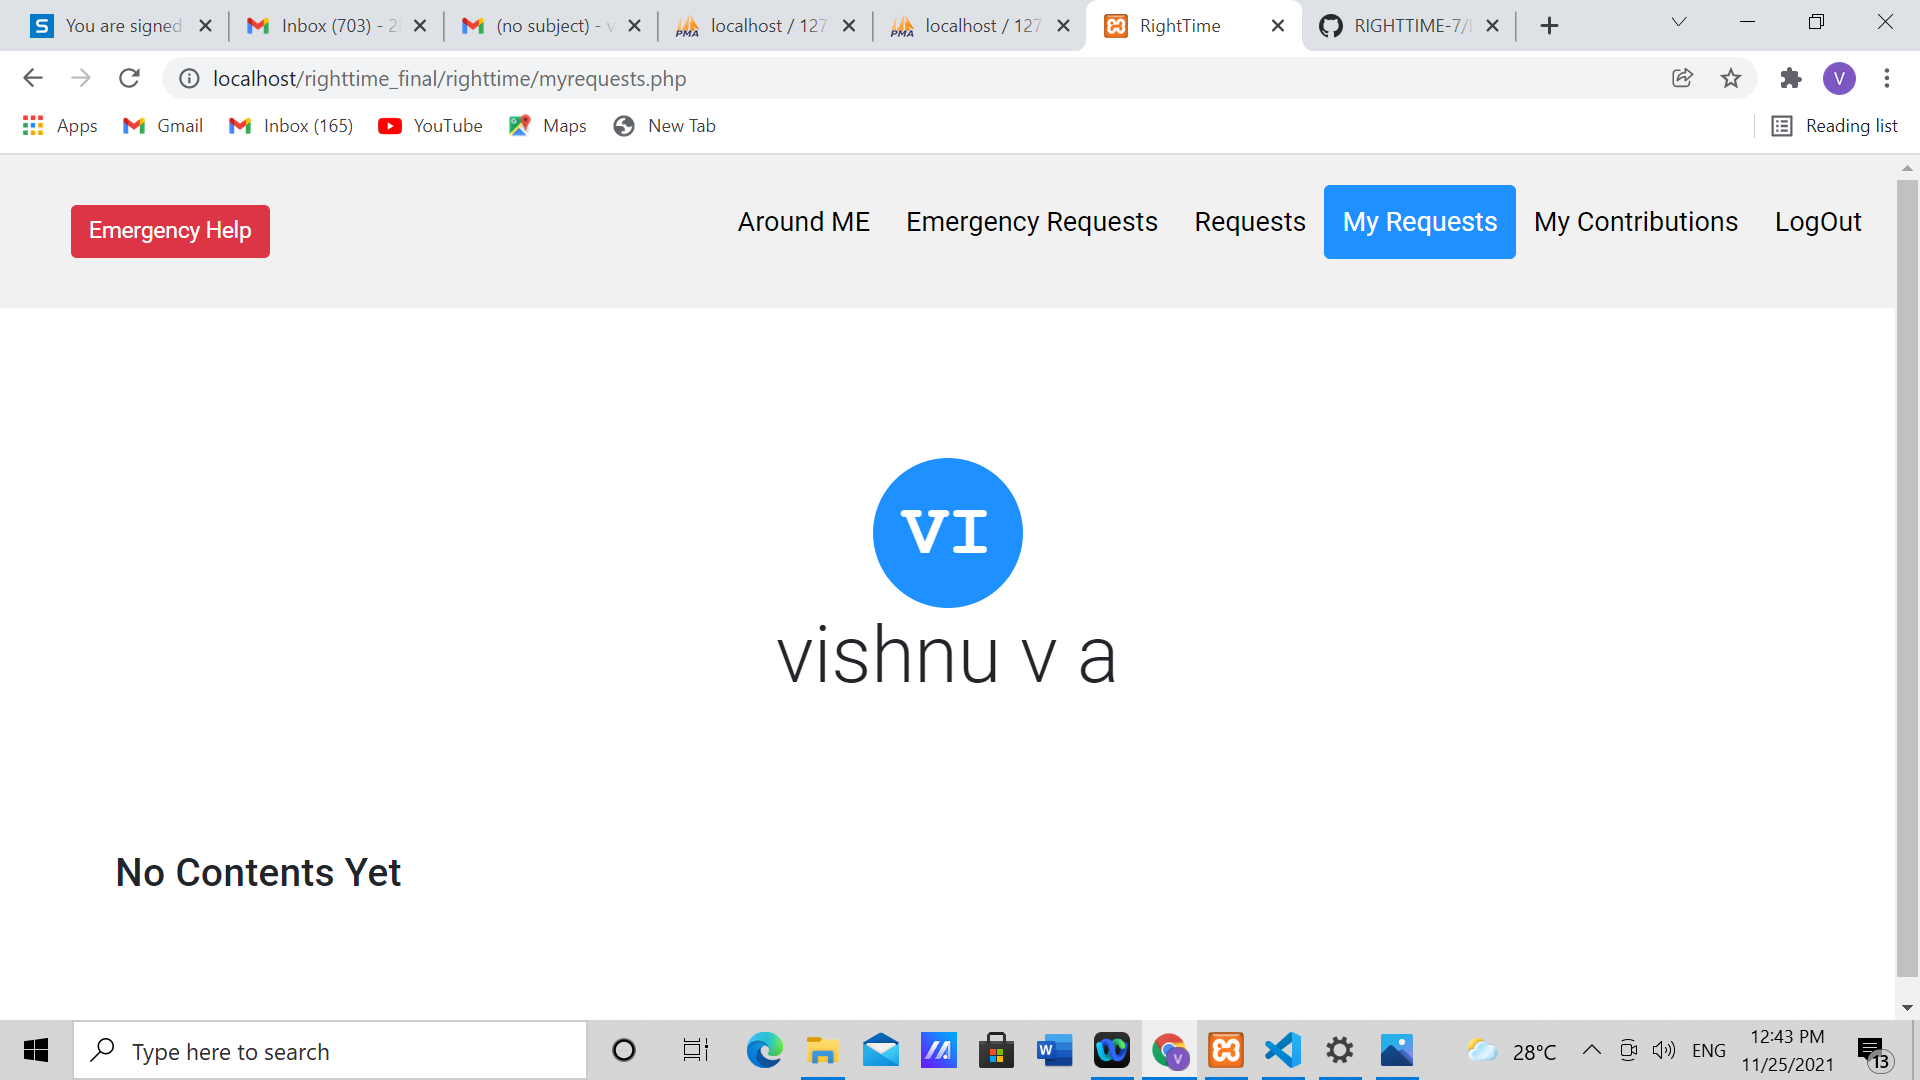 You are signed
Inbox (703) - 2
(no subject) - v
localhost / 127
localhost / 127
RightTime
RIGHTTIME-7/
localhost/righttime_final/righttime/myrequests.php
V
Apps
Gmail
Inbox (165)
YouTube
Maps
New Tab
Reading list
Emergency Help
Around ME
Emergency Requests
Requests
My Requests
My Contributions
LogOut
VI
vishnu v a
No Contents Yet
Type here to search
28°C
ENG
12:43 PM
11/25/2021
13